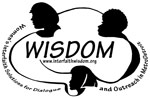 Women's Interfaith Solutions for Dialogue
WISDOM
www.interfaithwisdom.org
and Outreach in MetroDetroit